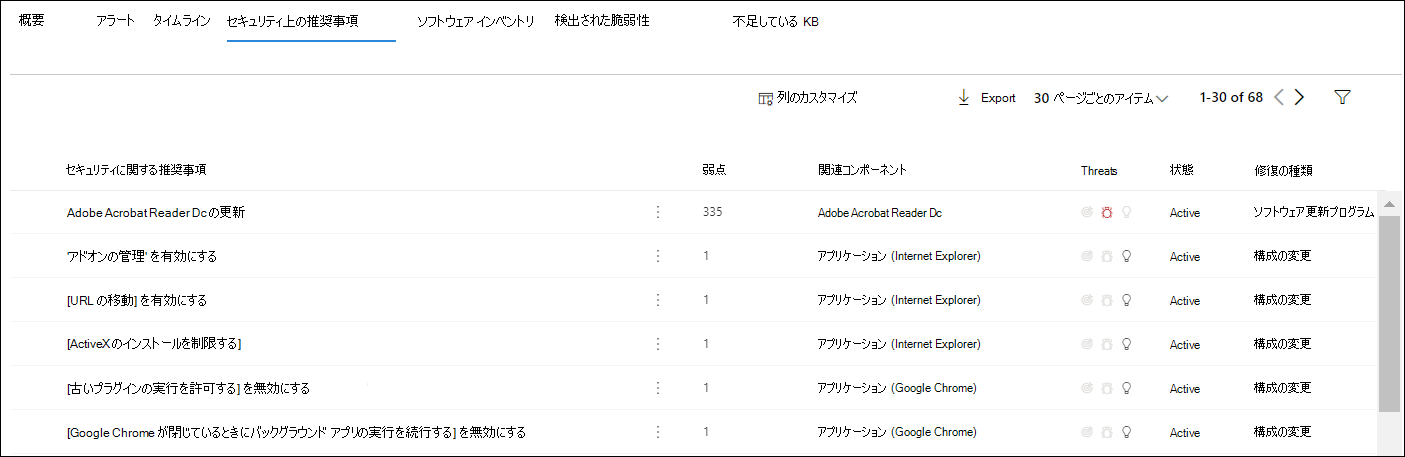 概要 アラート タイムライン セキュリティ上の推奨事項 ソフトウェア インベントリ 検出された脆弱性 不足している KB
列のカスタマイズ Export 30 ページごとのアイテム 1-30 of 68
セキュリティに関する推奨事項 弱点 関連コンポーネント Threats 状態 修復の種類
Adobe Acrobat Reader Dc の更新 335 Adobe Acrobat Reader Dc Active ソフトウェア更新プログラム
'アドオンの管理' を有効にする 1 アプリケーション (Internet Explorer) Active 構成の変更
[URL の移動] を有効にする 1 アプリケーション (Internet Explorer) Active 構成の変更
[ActiveX のインストールを制限する] 1 アプリケーション (Internet Explorer) Active 構成の変更
[古いプラグインの実行を許可する] を無効にする 1 アプリケーション (Google Chrome) Active 構成の変更
[Google Chrome が閉じているときにバックグラウンド アプリの実行を続行する] を無効にする 1 アプリケーション (Google Chrome) Active 構成の変更